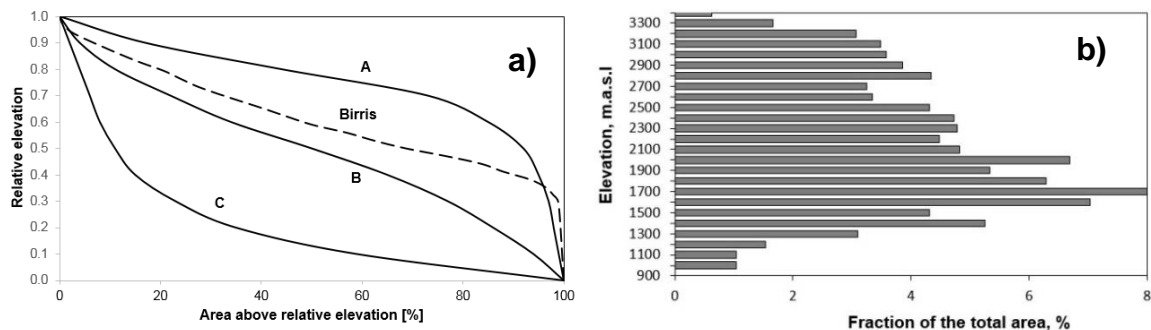 a)
1.0
0.9
0.8
0.7
0.6
0.5
0.4
0.3
0.2
0.1
0.0
Relative elevation
A
Birris
B
C
0 20 40 60 80 100
Area above relative elevation [%]
b)
3300
3100
2900
2700
2500
2300
2100
1900
1700
1500
1300
1100
900
Elevation, m.a.s.l
0 2 4 6 8
Fraction of the total area, %